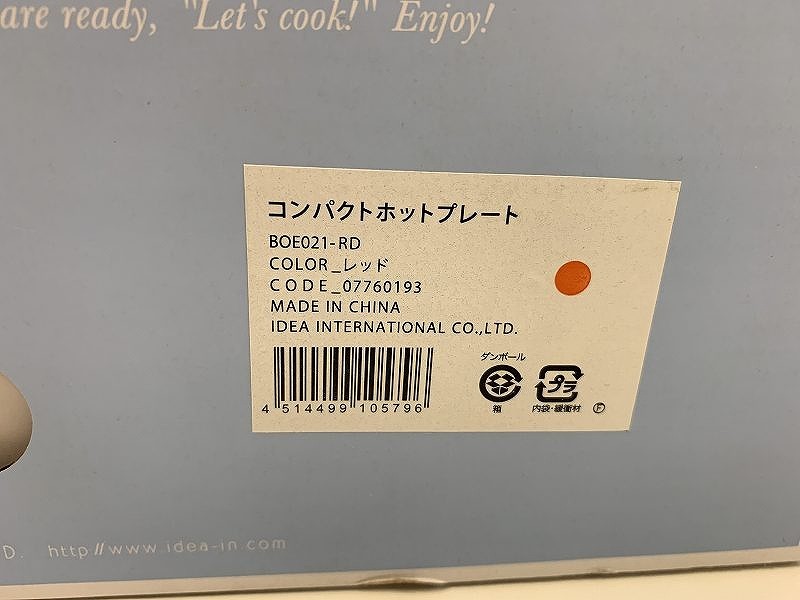 are ready, "Let's cook!" Enjoy!
コンパクトホットプレート
BOE021-RD
COLOR_レッド
CODE_07760193
MADE IN CHINA
IDEA INTERNATIONAL CO.,LTD.
ダンボール
プラ
4 514499 105796
箱
内袋・緩衝材 Ⓕ
D. http://www.idea-in.com